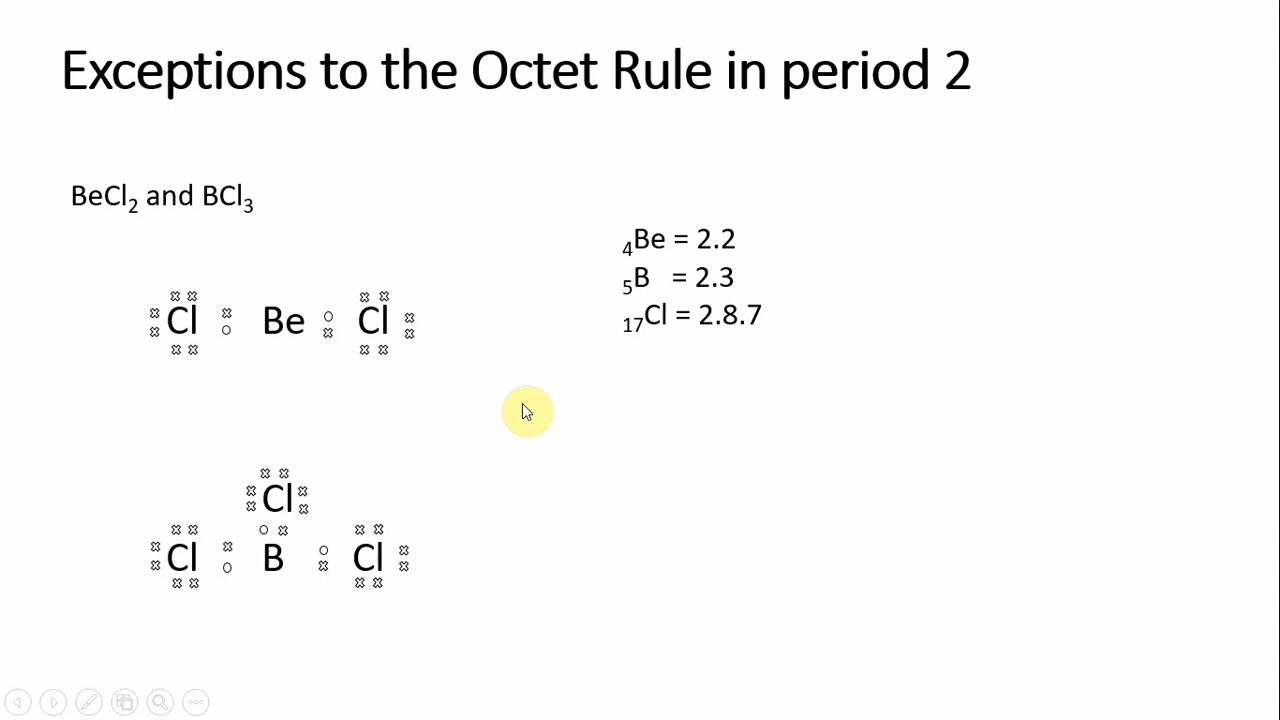 Exceptions to the Octet Rule in period 2
BeCl₂ and BCl₃
₄Be = 2.2
₅B = 2.3
₁₇Cl = 2.8.7
Cl Be Cl
Cl
Cl B Cl